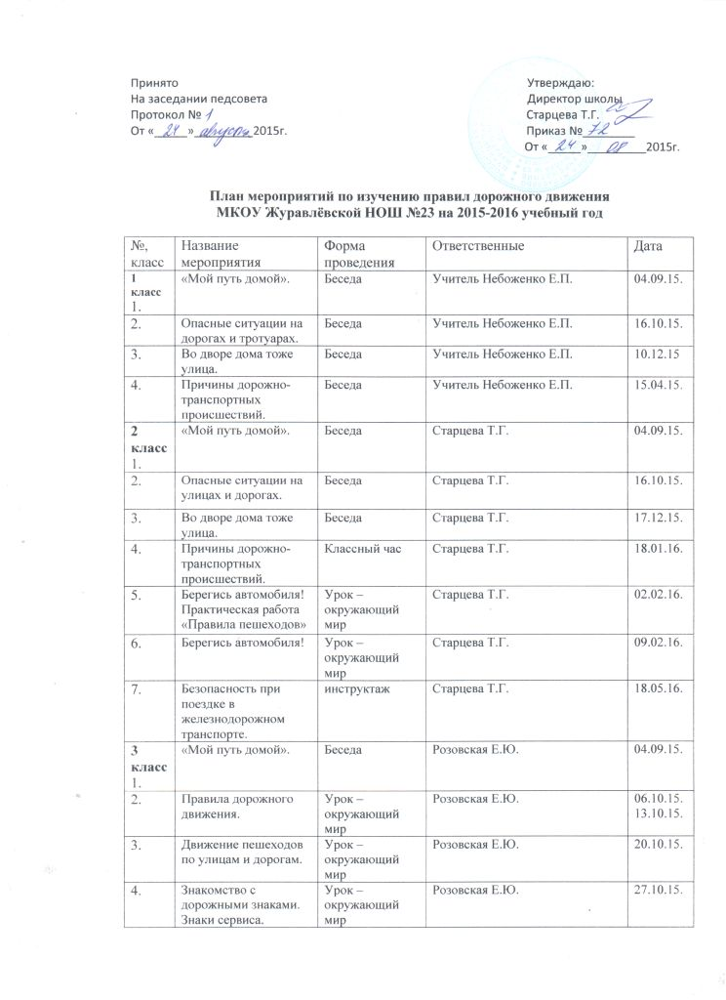 Принято Утверждаю:
На заседании педсовета Директор школы
Протокол № 1 Старцева Т.Г.
От «_24_»_августа_2015г. Приказ №_72_
От «_24_»_08_2015г.
План мероприятий по изучению правил дорожного движения
МКОУ Журавлёвской НОШ №23 на 2015-2016 учебный год
№, Название Форма Ответственные Дата
класс мероприятия проведения
1 «Мой путь домой». Беседа Учитель Небоженко Е.П. 04.09.15.
класс
1.
2. Опасные ситуации на Беседа Учитель Небоженко Е.П. 16.10.15.
дорогах и тротуарах.
3. Во дворе дома тоже Беседа Учитель Небоженко Е.П. 10.12.15
улица.
4. Причины дорожно- Беседа Учитель Небоженко Е.П. 15.04.15.
транспортных
происшествий.
2 «Мой путь домой». Беседа Старцева Т.Г. 04.09.15.
класс
1.
2. Опасные ситуации на Беседа Старцева Т.Г. 16.10.15.
улицах и дорогах.
3. Во дворе дома тоже Беседа Старцева Т.Г. 17.12.15.
улица.
4. Причины дорожно- Классный час Старцева Т.Г. 18.01.16.
транспортных
происшествий.
5. Берегись автомобиля! Урок – Старцева Т.Г. 02.02.16.
Практическая работа окружающий
«Правила пешеходов» мир
6. Берегись автомобиля! Урок – Старцева Т.Г. 09.02.16.
окружающий
мир
7. Безопасность при инструктаж Старцева Т.Г. 18.05.16.
поездке в
железнодорожном
транспорте.
3 «Мой путь домой». Беседа Розовская Е.Ю. 04.09.15.
класс
1.
2. Правила дорожного Урок – Розовская Е.Ю. 06.10.15.
движения. окружающий 13.10.15.
мир
3. Движение пешеходов Урок – Розовская Е.Ю. 20.10.15.
по улицам и дорогам. окружающий
мир
4. Знакомство с Урок – Розовская Е.Ю. 27.10.15.
дорожными знаками. окружающий
Знаки сервиса. мир